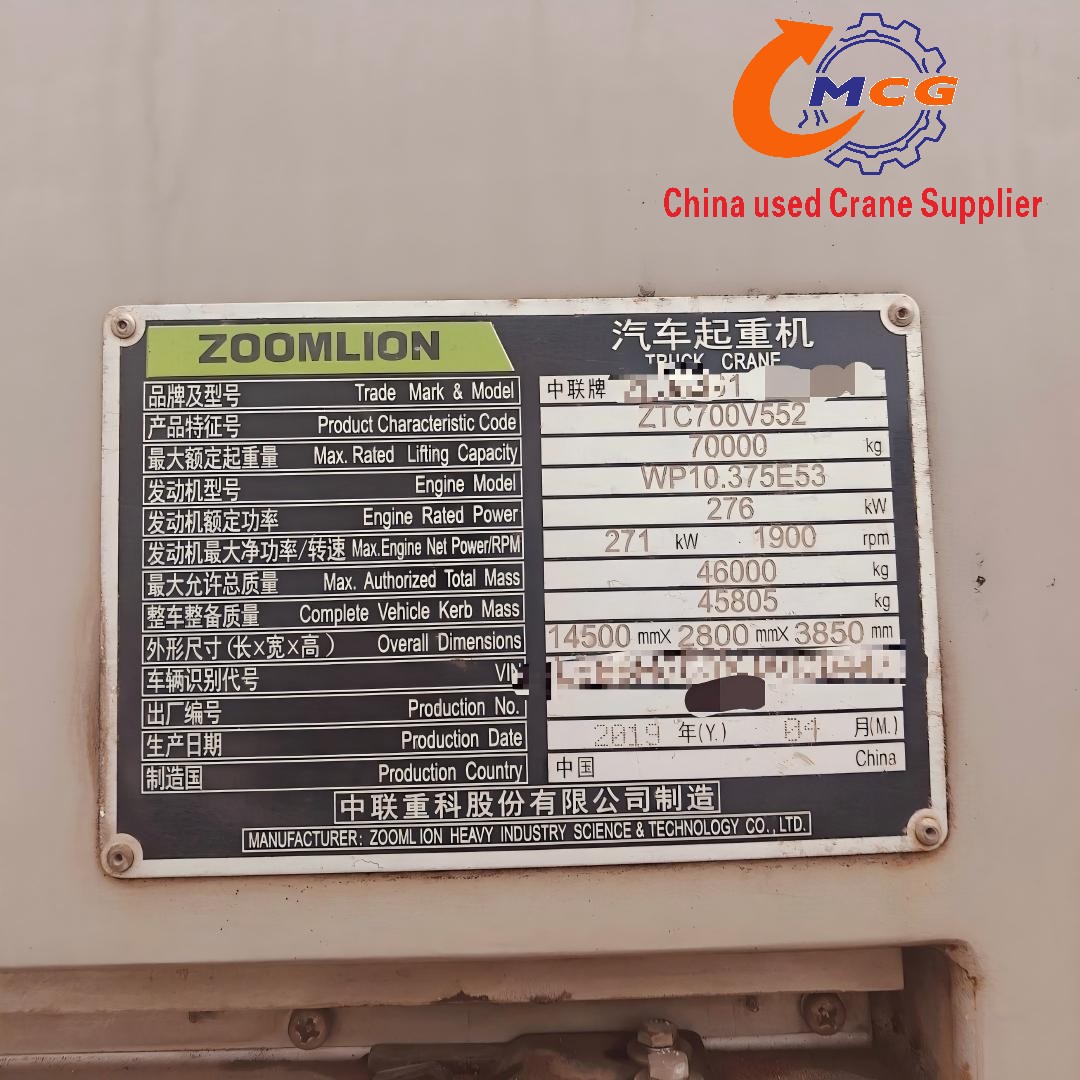 MCG
China used Crane Supplier
ZOOMLION
汽车起重机
TRUCK CRANE
品牌及型号 Trade Mark & Model 中联牌
产品特征号 Product Characteristic Code ZTC700V552
最大额定起重量 Max. Rated Lifting Capacity 70000 kg
发动机型号 Engine Model WP10.375E53
发动机额定功率 Engine Rated Power 276 kW
发动机最大净功率/转速 Max.Engine Net Power/RPM 271 kW 1900 rpm
最大允许总质量 Max. Authorized Total Mass 46000 kg
整车整备质量 Complete Vehicle Kerb Mass 45805 kg
外形尺寸(长×宽×高) Overall Dimensions 14500 mmX 2800 mmX 3850 mm
车辆识别代号 VIN
出厂编号 Production No.
生产日期 Production Date 2019 年(Y.) 04 月(M.)
制造国 Production Country 中国 China
中联重科股份有限公司制造
MANUFACTURER: ZOOMLION HEAVY INDUSTRY SCIENCE & TECHNOLOGY CO., LTD.